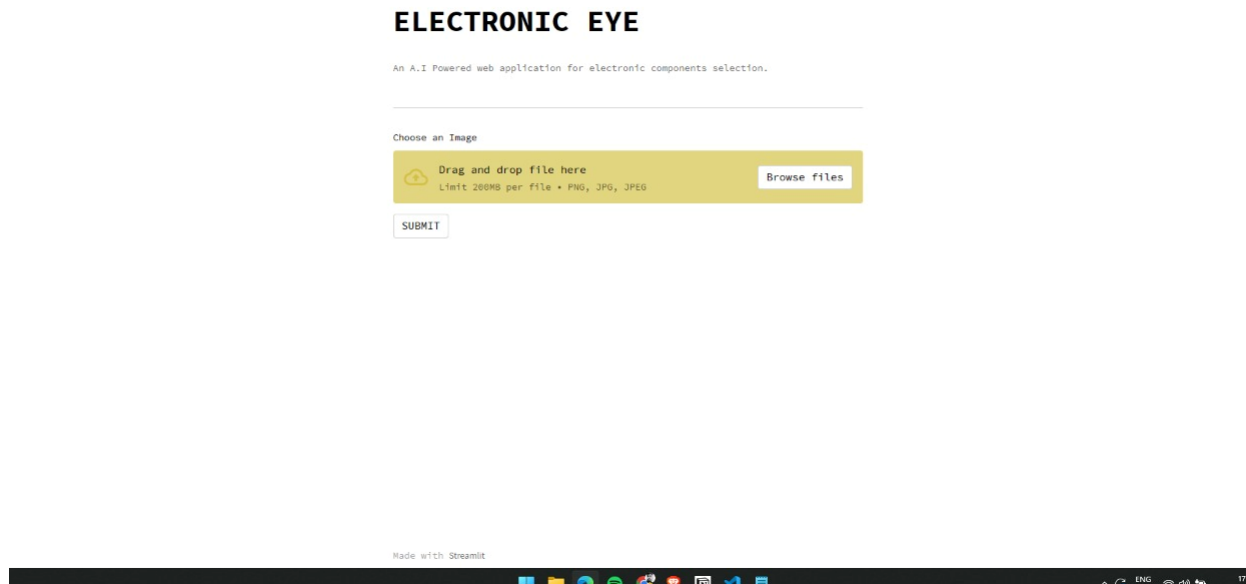 ELECTRONIC EYE
An A.I Powered web application for electronic components selection.
Choose an Image
Drag and drop file here
Limit 200MB per file • PNG, JPG, JPEG
Browse files
SUBMIT
Made with Streamlit
ENG